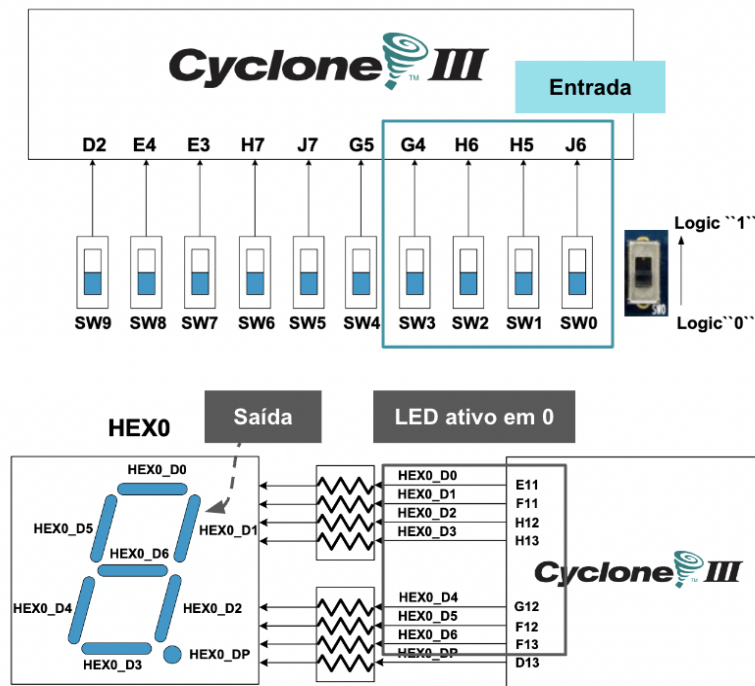 Cyclone™ III
Entrada
D2 E4 E3 H7 J7 G5 G4 H6 H5 J6
Logic ``1``
SW0
Logic``0``
SW9 SW8 SW7 SW6 SW5 SW4 SW3 SW2 SW1 SW0
HEX0
Saída
LED ativo em 0
HEX0_D0
HEX0_D5
HEX0_D1
HEX0_D6
HEX0_D4
HEX0_D2
HEX0_D3
HEX0_DP
HEX0_D0 E11
HEX0_D1 F11
HEX0_D2 H12
HEX0_D3 H13
HEX0_D4 G12
HEX0_D5 F12
HEX0_D6 F13
HEX0_DP D13
Cyclone™ III